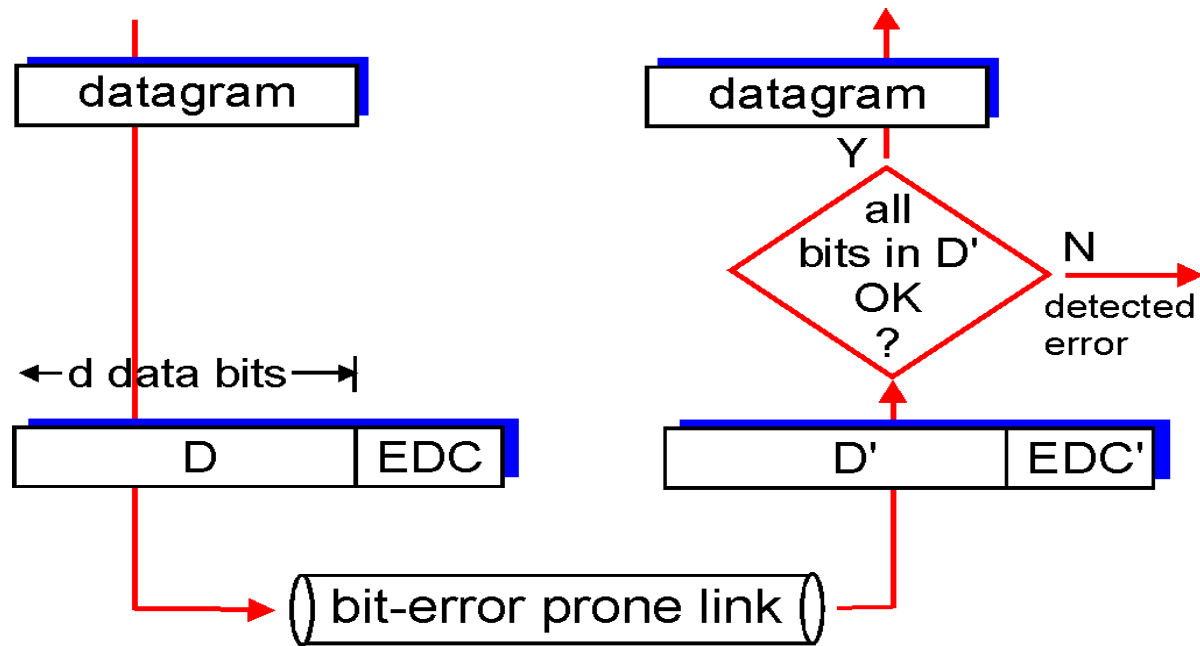 datagram
d data bits
D
EDC
bit-error prone link
datagram
Y
all
bits in D'
OK
?
N
detected
error
D'
EDC'